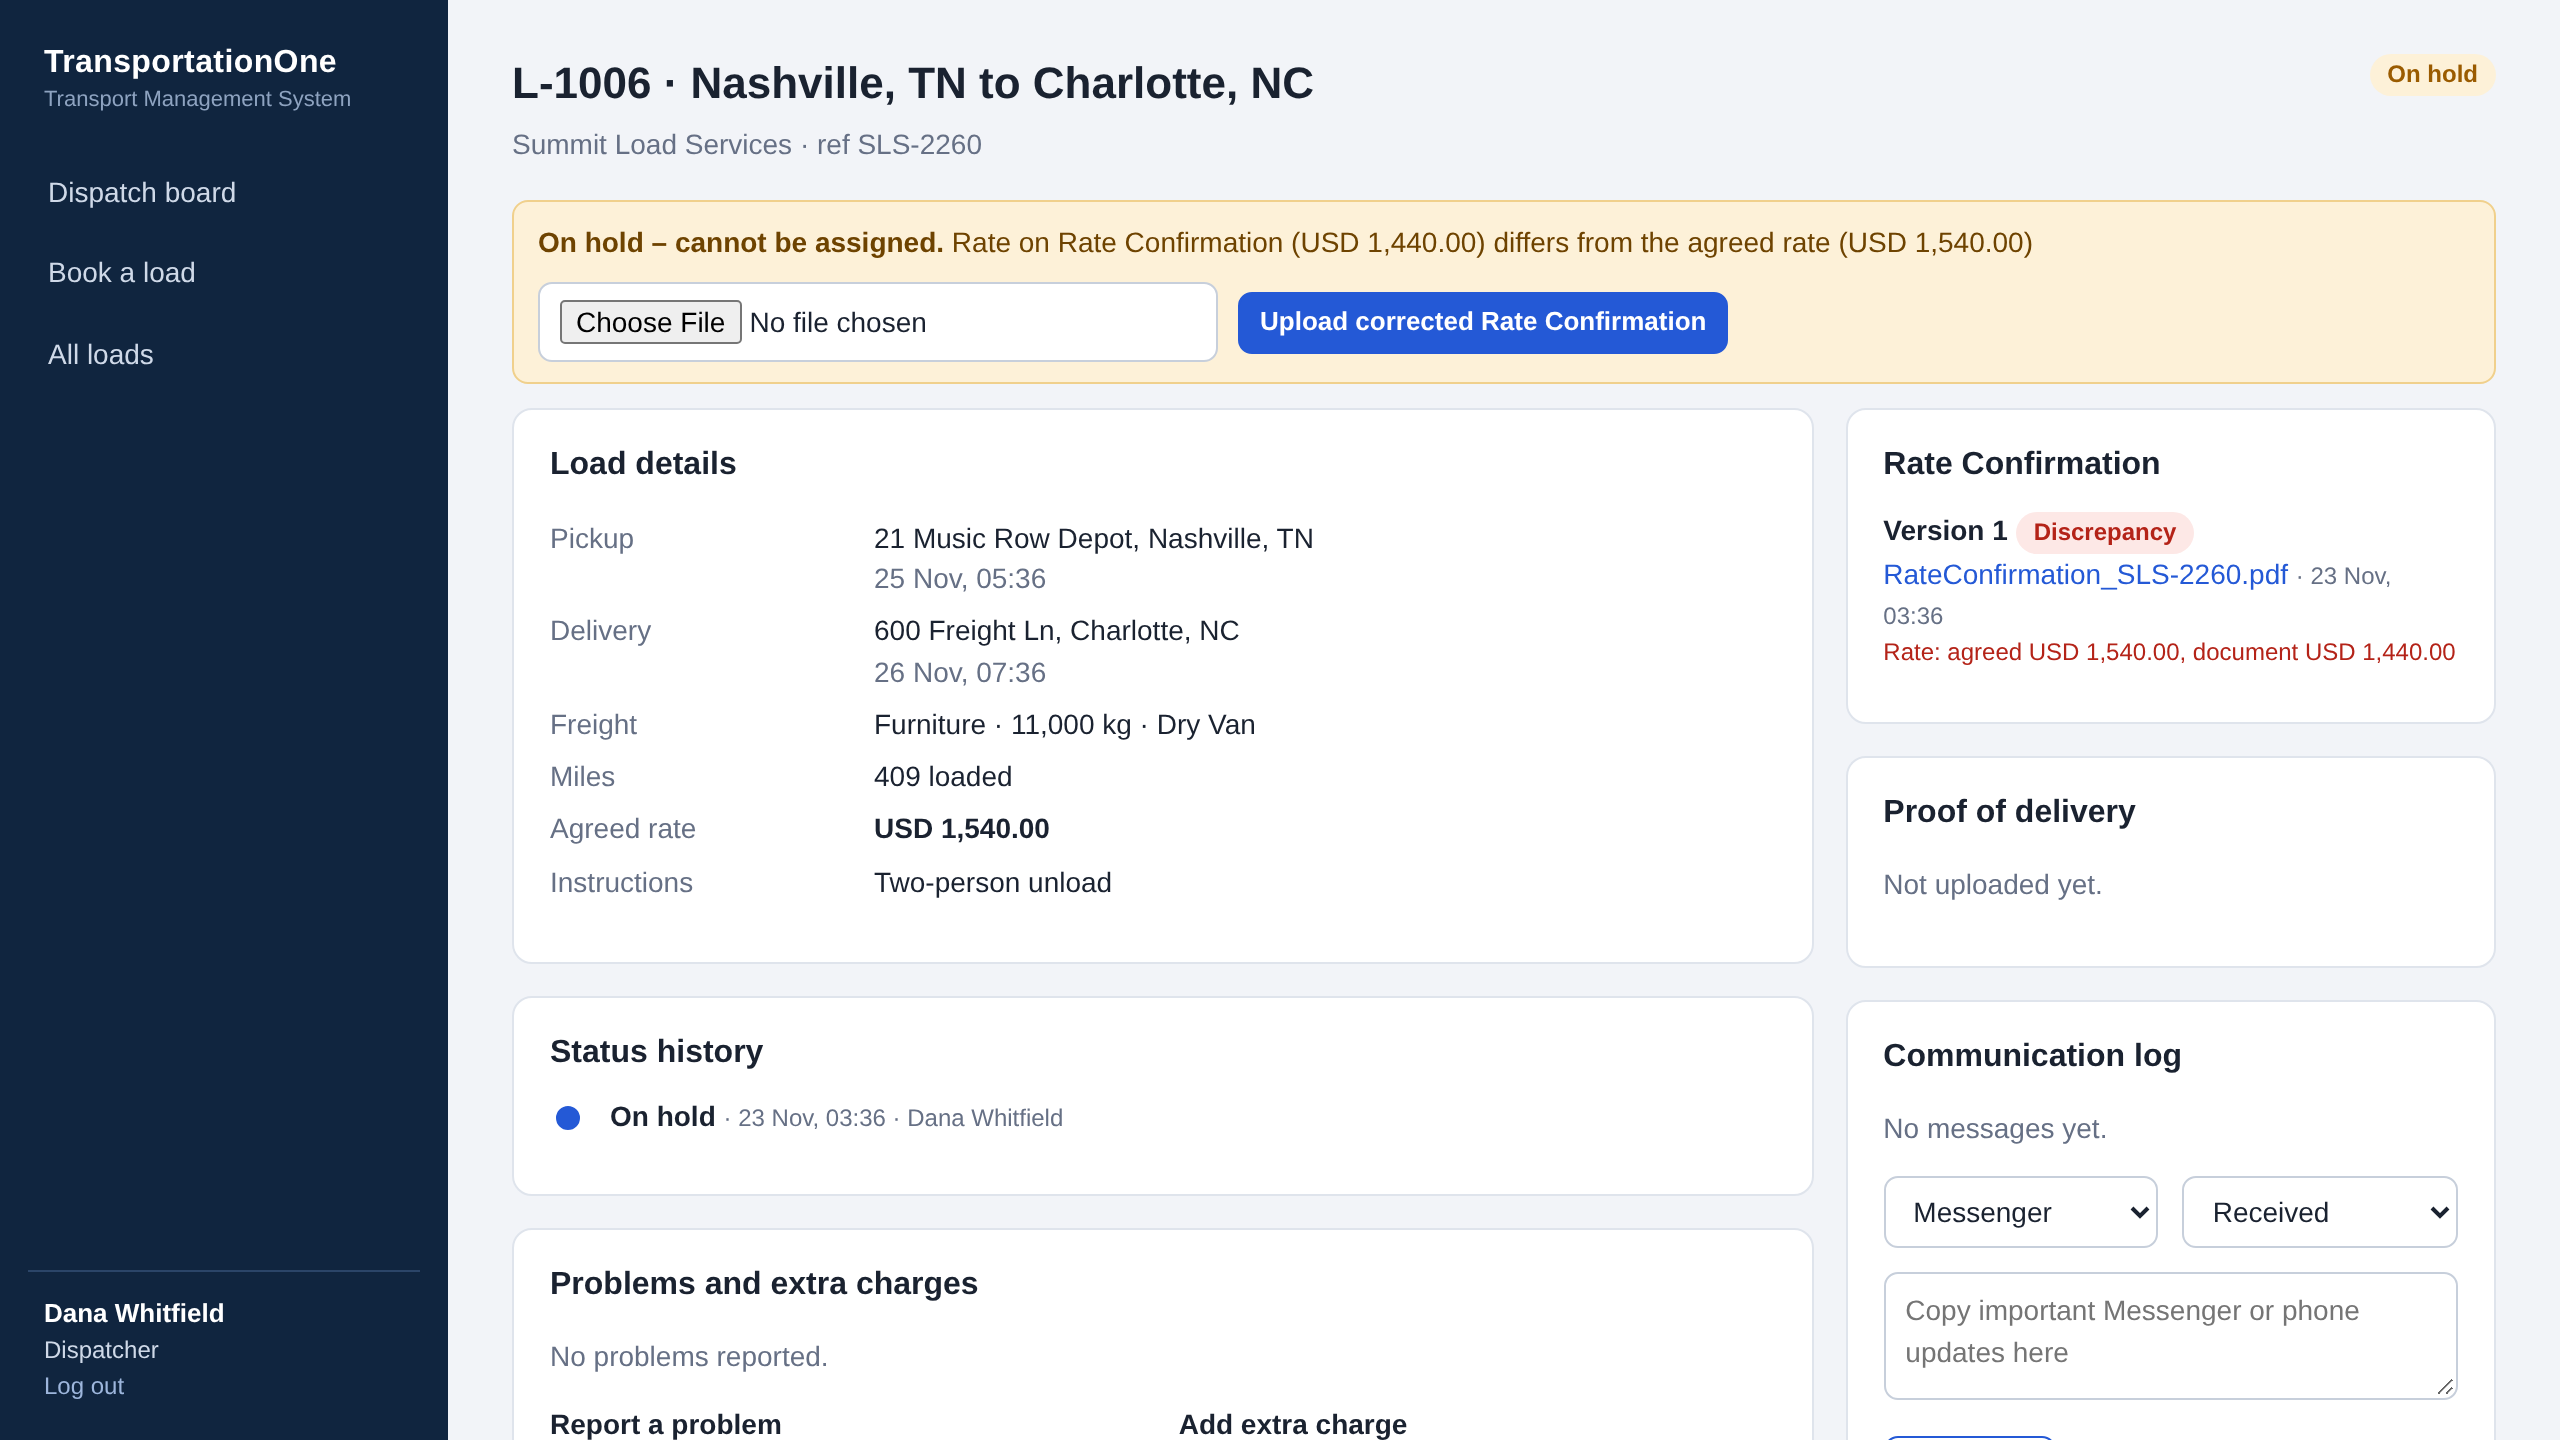 TransportationOne
Transport Management System
Dispatch board
Book a load
All loads
Dana Whitfield
Dispatcher
Log out
L-1006 · Nashville, TN to Charlotte, NC
On hold
Summit Load Services · ref SLS-2260
On hold – cannot be assigned. Rate on Rate Confirmation (USD 1,440.00) differs from the agreed rate (USD 1,540.00)
Choose File No file chosen
Upload corrected Rate Confirmation
Load details
Pickup 21 Music Row Depot, Nashville, TN
25 Nov, 05:36
Delivery 600 Freight Ln, Charlotte, NC
26 Nov, 07:36
Freight Furniture · 11,000 kg · Dry Van
Miles 409 loaded
Agreed rate USD 1,540.00
Instructions Two-person unload
Status history
On hold · 23 Nov, 03:36 · Dana Whitfield
Problems and extra charges
No problems reported.
Report a problem Add extra charge
Rate Confirmation
Version 1 Discrepancy
RateConfirmation_SLS-2260.pdf · 23 Nov,
03:36
Rate: agreed USD 1,540.00, document USD 1,440.00
Proof of delivery
Not uploaded yet.
Communication log
No messages yet.
Messenger Received
Copy important Messenger or phone
updates here